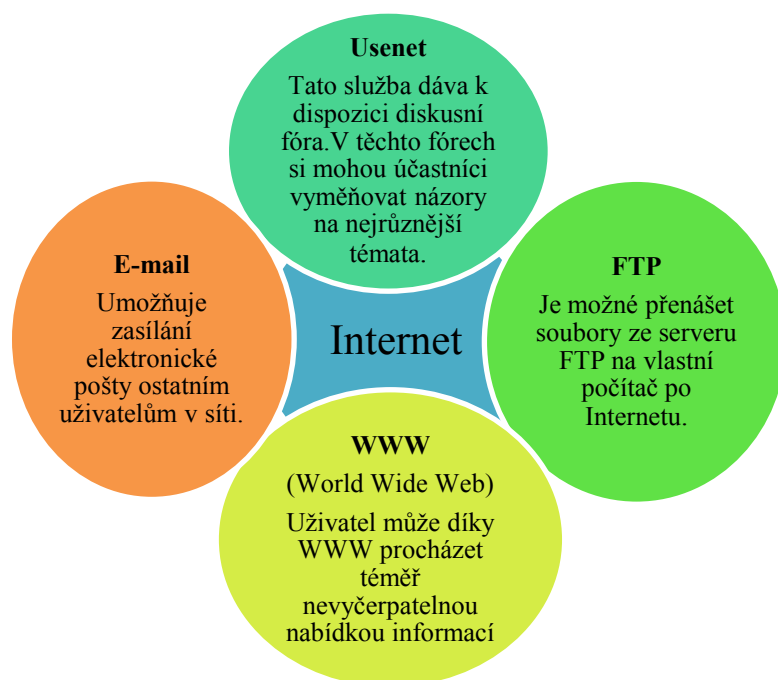 Usenet
Tato služba dáva k
dispozici diskusní
fóra.V těchto fórech
si mohou účastníci
vyměňovat názory
na nejrůznější
témata.
E-mail
Umožňuje
zasílání
elektronické
pošty ostatním
uživatelům v síti.
Internet
FTP
Je možné přenášet
soubory ze serveru
FTP na vlastní
počítač po
Internetu.
WWW
(World Wide Web)
Uživatel může díky
WWW procházet
téměř
nevyčerpatelnou
nabídkou informací